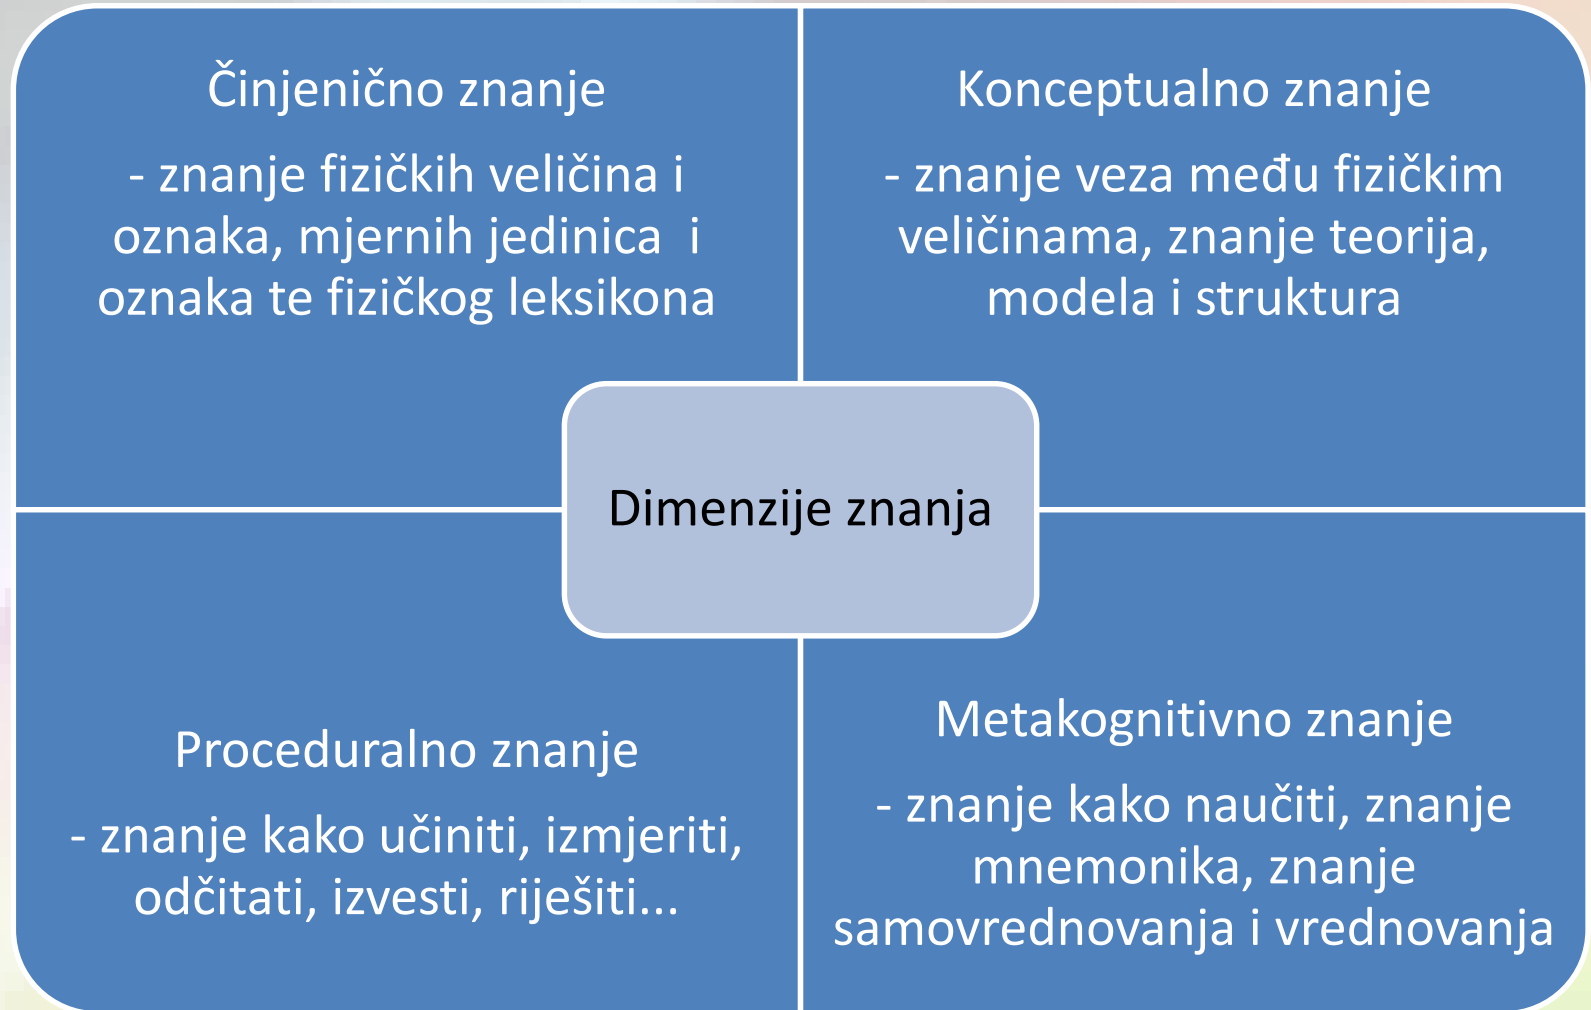 Činjenično znanje
- znanje fizičkih veličina i
oznaka, mjernih jedinica  i
oznaka te fizičkog leksikona
Konceptualno znanje
- znanje veza među fizičkim
veličinama, znanje teorija,
modela i struktura
Dimenzije znanja
Proceduralno znanje
- znanje kako učiniti, izmjeriti,
odčitati, izvesti, riješiti...
Metakognitivno znanje
- znanje kako naučiti, znanje
mnemonika, znanje
samovrednovanja i vrednovanja